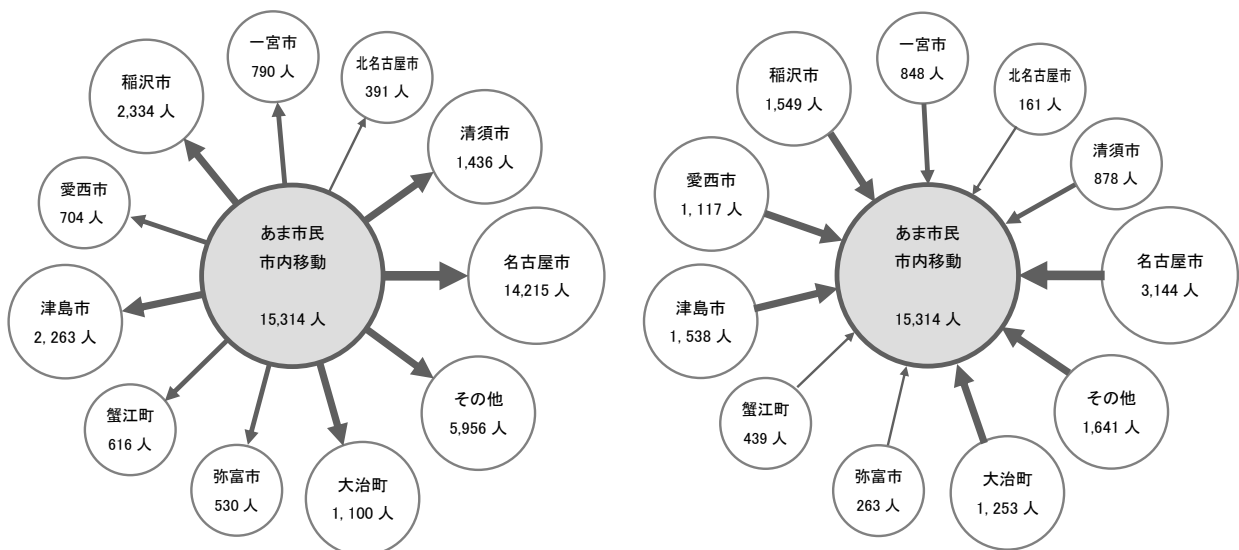 一宮市
790 人
北名古屋市
391 人
稲沢市
2,334 人
清須市
1,436 人
愛西市
704 人
あま市民
市内移動
15,314 人
名古屋市
14,215 人
津島市
2,263 人
蟹江町
616 人
その他
5,956 人
弥富市
530 人
大治町
1,100 人
一宮市
848 人
北名古屋市
161 人
稲沢市
1,549 人
清須市
878 人
愛西市
1,117 人
あま市民
市内移動
15,314 人
名古屋市
3,144 人
津島市
1,538 人
蟹江町
439 人
その他
1,641 人
弥富市
263 人
大治町
1,253 人